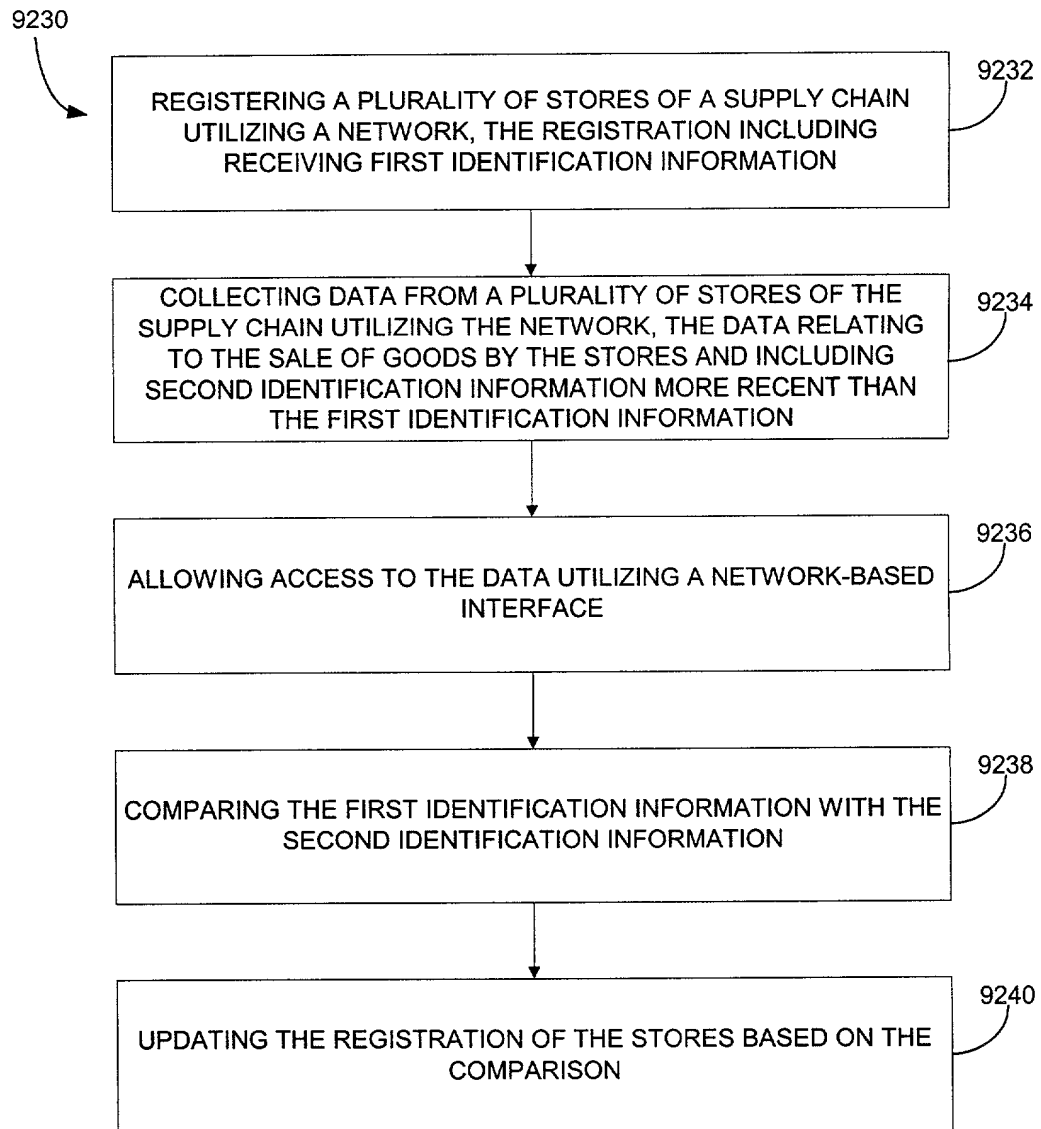 9230
9232
REGISTERING A PLURALITY OF STORES OF A SUPPLY CHAIN
UTILIZING A NETWORK, THE REGISTRATION INCLUDING
RECEIVING FIRST IDENTIFICATION INFORMATION
9234
COLLECTING DATA FROM A PLURALITY OF STORES OF THE
SUPPLY CHAIN UTILIZING THE NETWORK, THE DATA RELATING
TO THE SALE OF GOODS BY THE STORES AND INCLUDING
SECOND IDENTIFICATION INFORMATION MORE RECENT THAN
THE FIRST IDENTIFICATION INFORMATION
9236
ALLOWING ACCESS TO THE DATA UTILIZING A NETWORK-BASED
INTERFACE
9238
COMPARING THE FIRST IDENTIFICATION INFORMATION WITH THE
SECOND IDENTIFICATION INFORMATION
9240
UPDATING THE REGISTRATION OF THE STORES BASED ON THE
COMPARISON